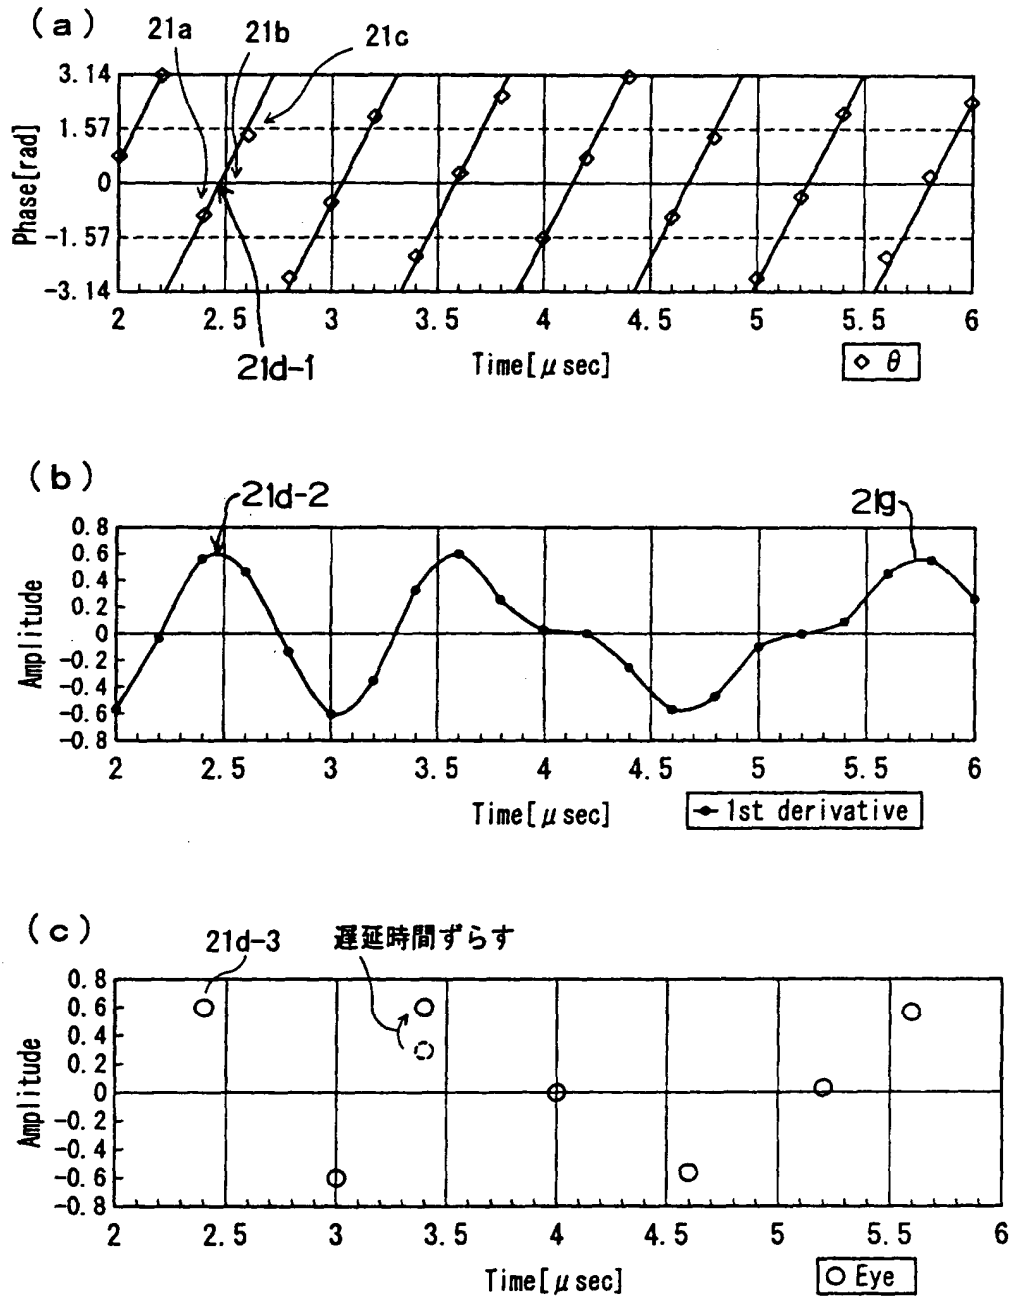 (a)
21a 21b 21c
3.14
1.57
0
-1.57
-3.14
Phase[rad]
2 2.5 3 3.5 4 4.5 5 5.5 6
21d-1
Time[μsec]
◇ θ
(b)
21d-2 21g
0.8
0.6
0.4
0.2
0
-0.2
-0.4
-0.6
-0.8
Amplitude
2 2.5 3 3.5 4 4.5 5 5.5 6
Time[μsec]
1st derivative
(c)
21d-3 遅延時間ずらす
0.8
0.6
0.4
0.2
0
-0.2
-0.4
-0.6
-0.8
Amplitude
2 2.5 3 3.5 4 4.5 5 5.5 6
Time[μsec]
○ Eye